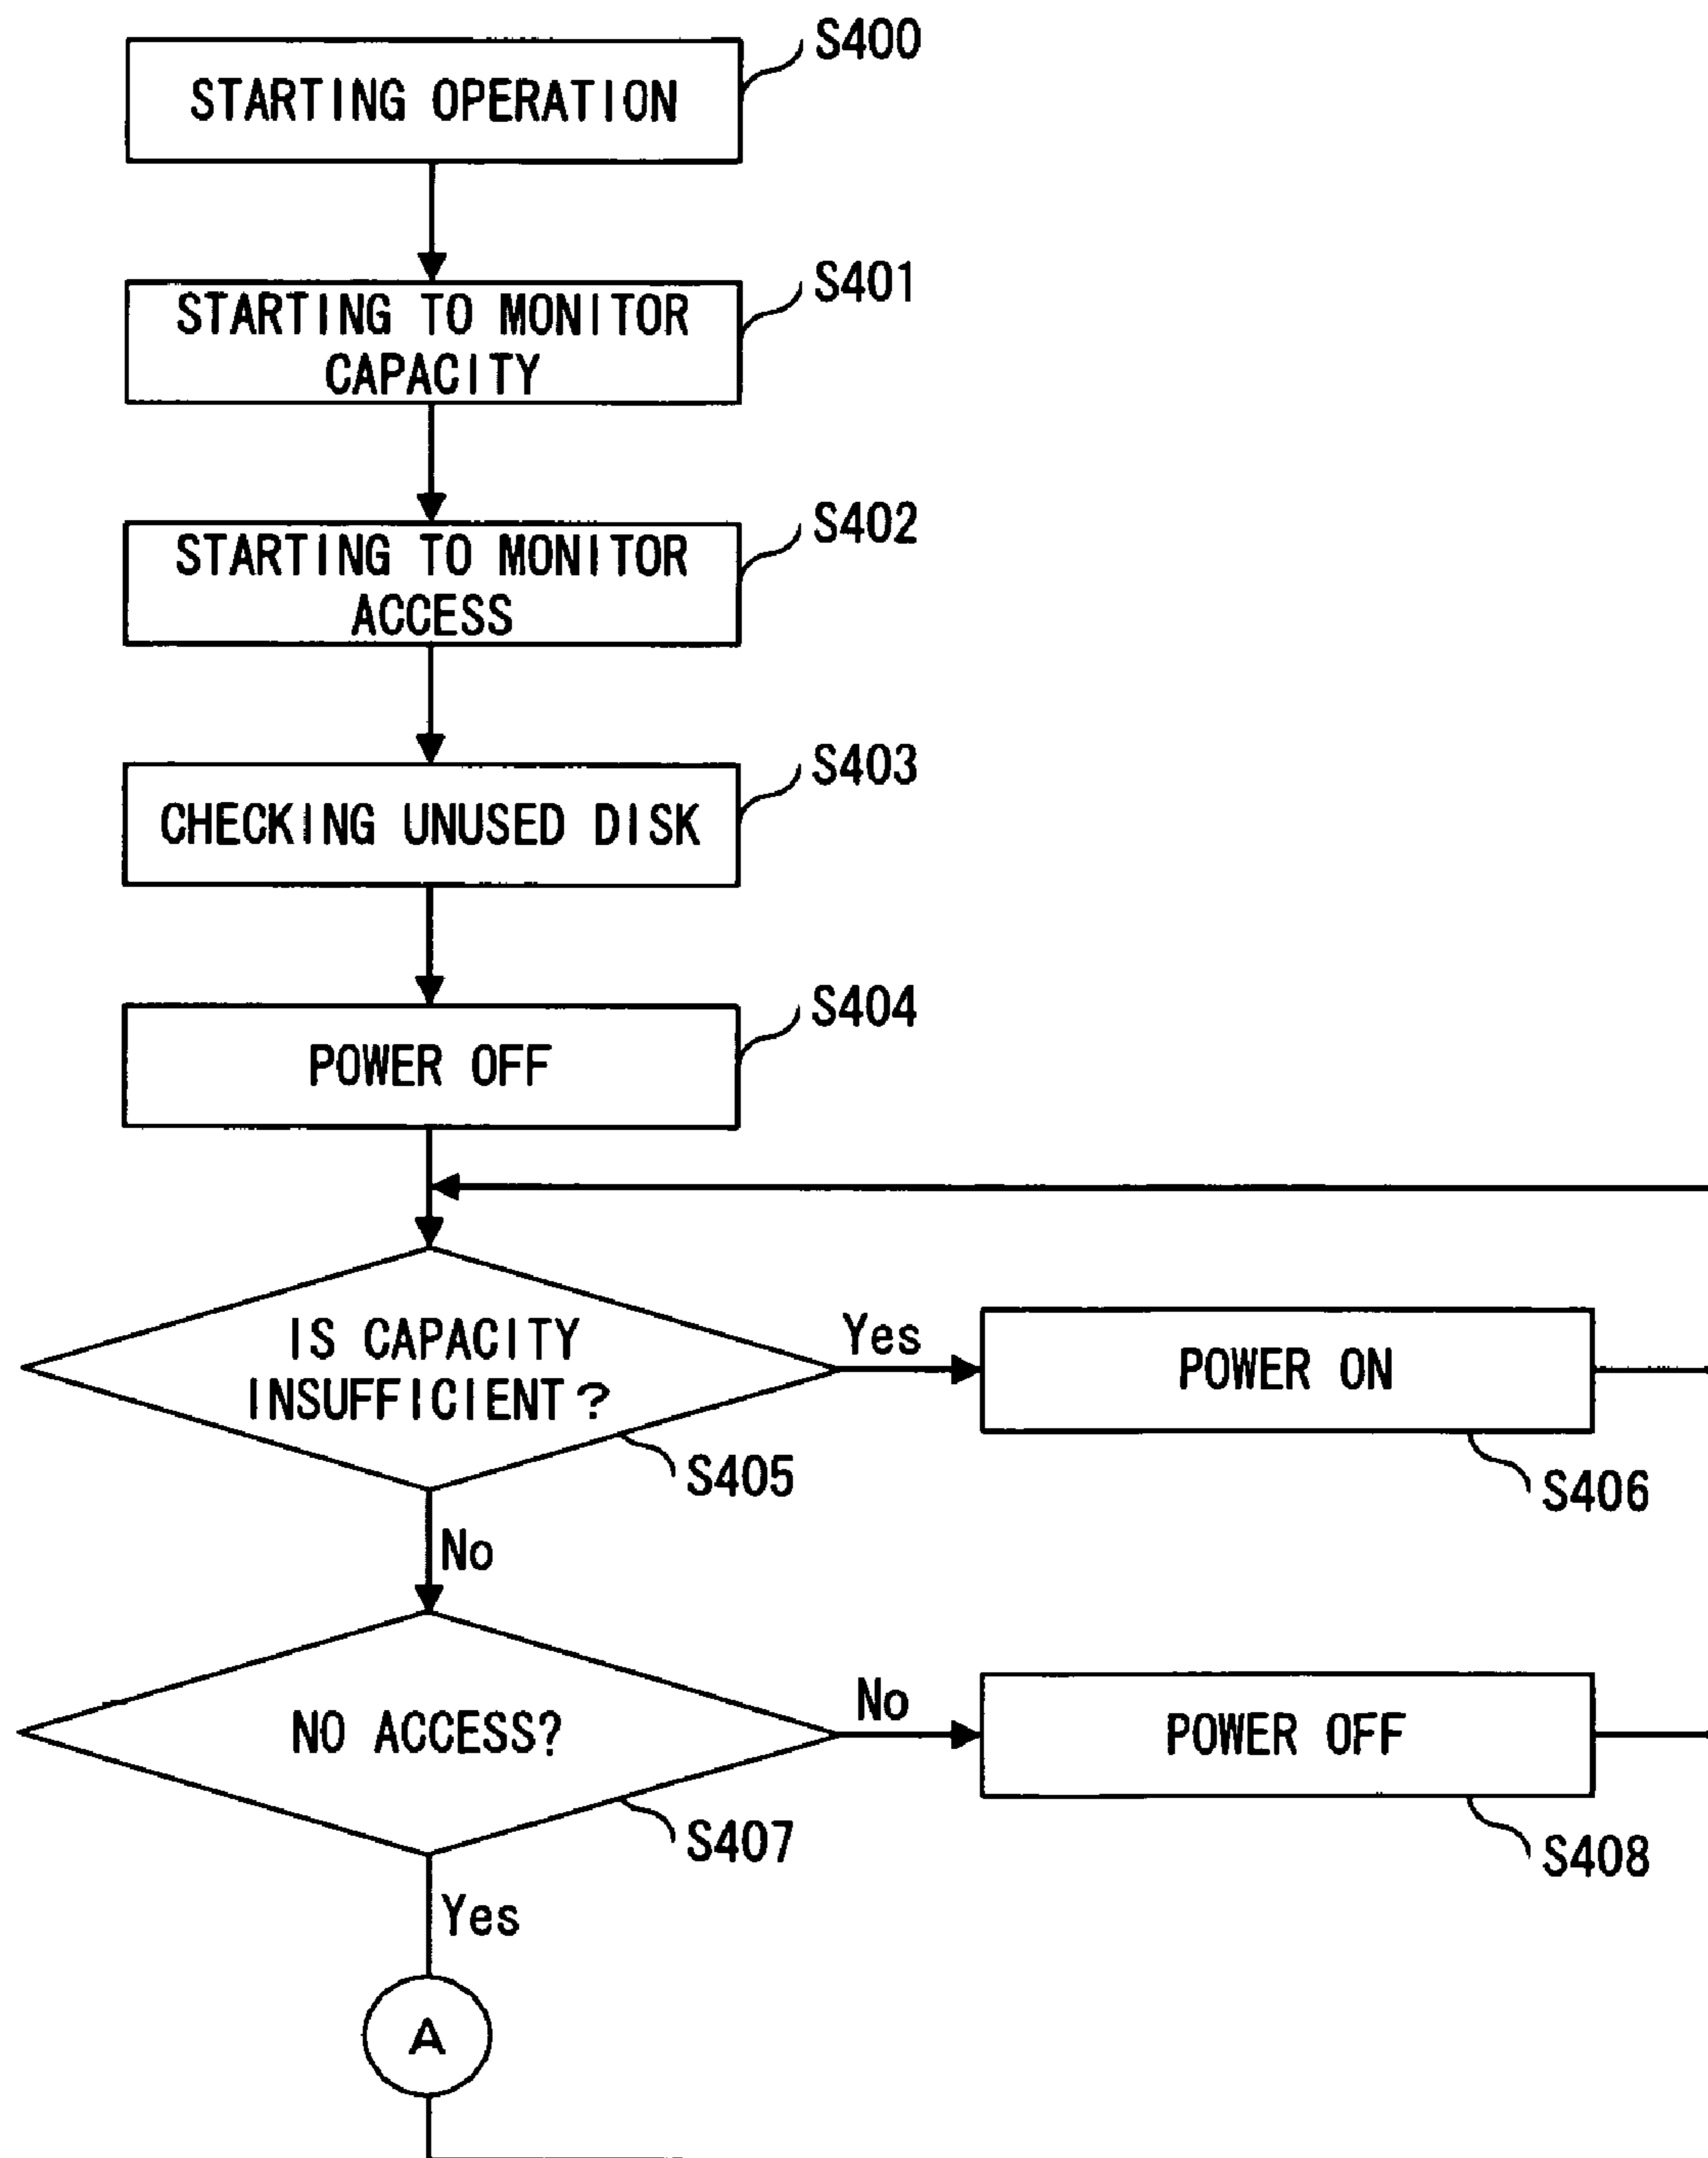 S400
STARTING OPERATION
S401
STARTING TO MONITOR
CAPACITY
S402
STARTING TO MONITOR
ACCESS
S403
CHECKING UNUSED DISK
S404
POWER OFF
IS CAPACITY
INSUFFICIENT?
Yes
POWER ON
S405
S406
No
NO ACCESS?
No
POWER OFF
S407
S408
Yes
A